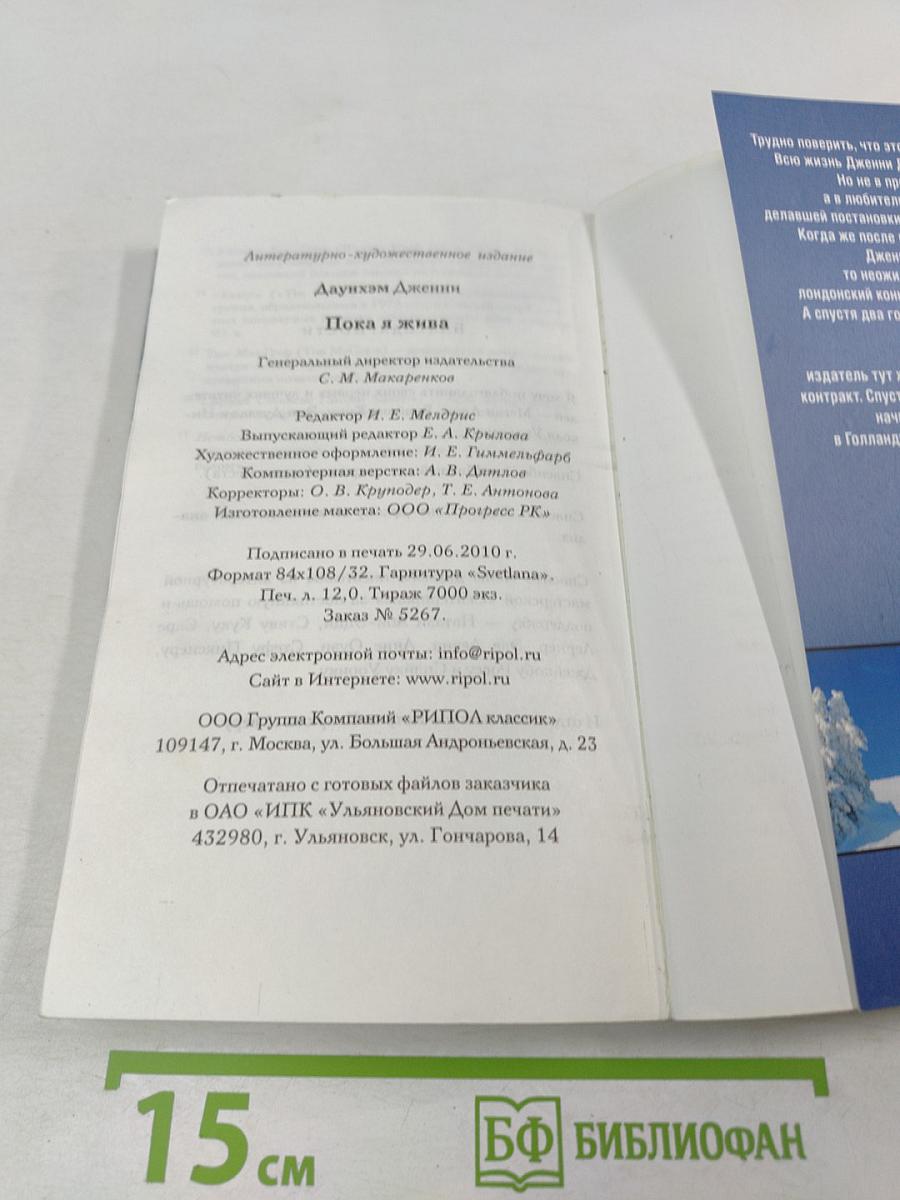 Литературно-художественное издание
Даунхэм Дженни
Пока я жива
Генеральный директор издательства
С. М. Макаренков
Редактор И. Е. Мелдрис
Выпускающий редактор Е. А. Крылова
Художественное оформление: И. Е. Гиммельфарб
Компьютерная верстка: А. В. Дятлов
Корректоры: О. В. Круподер, Т. Е. Антонова
Изготовление макета: ООО «Прогресс РК»
Подписано в печать 29.06.2010 г.
Формат 84x108/32. Гарнитура «Svetlana».
Печ. л. 12,0. Тираж 7000 экз.
Заказ № 5267.
Адрес электронной почты: info@ripol.ru
Сайт в Интернете: www.ripol.ru
ООО Группа Компаний «РИПОЛ классик»
109147, г. Москва, ул. Большая Андроньевская, д. 23
Отпечатано с готовых файлов заказчика
в ОАО «ИПК «Ульяновский Дом печати»
432980, г. Ульяновск, ул. Гончарова, 14
Трудно поверить, что это
Всю жизнь Дженни Д
Но не в пр
а в любител
делавшей постановки
Когда же после
Джен
то неожи
лондонский конк
А спустя два го
издатель тут ж
контракт. Спуст
нач
в Голланд
15 см
БФ БИБЛИОФАН